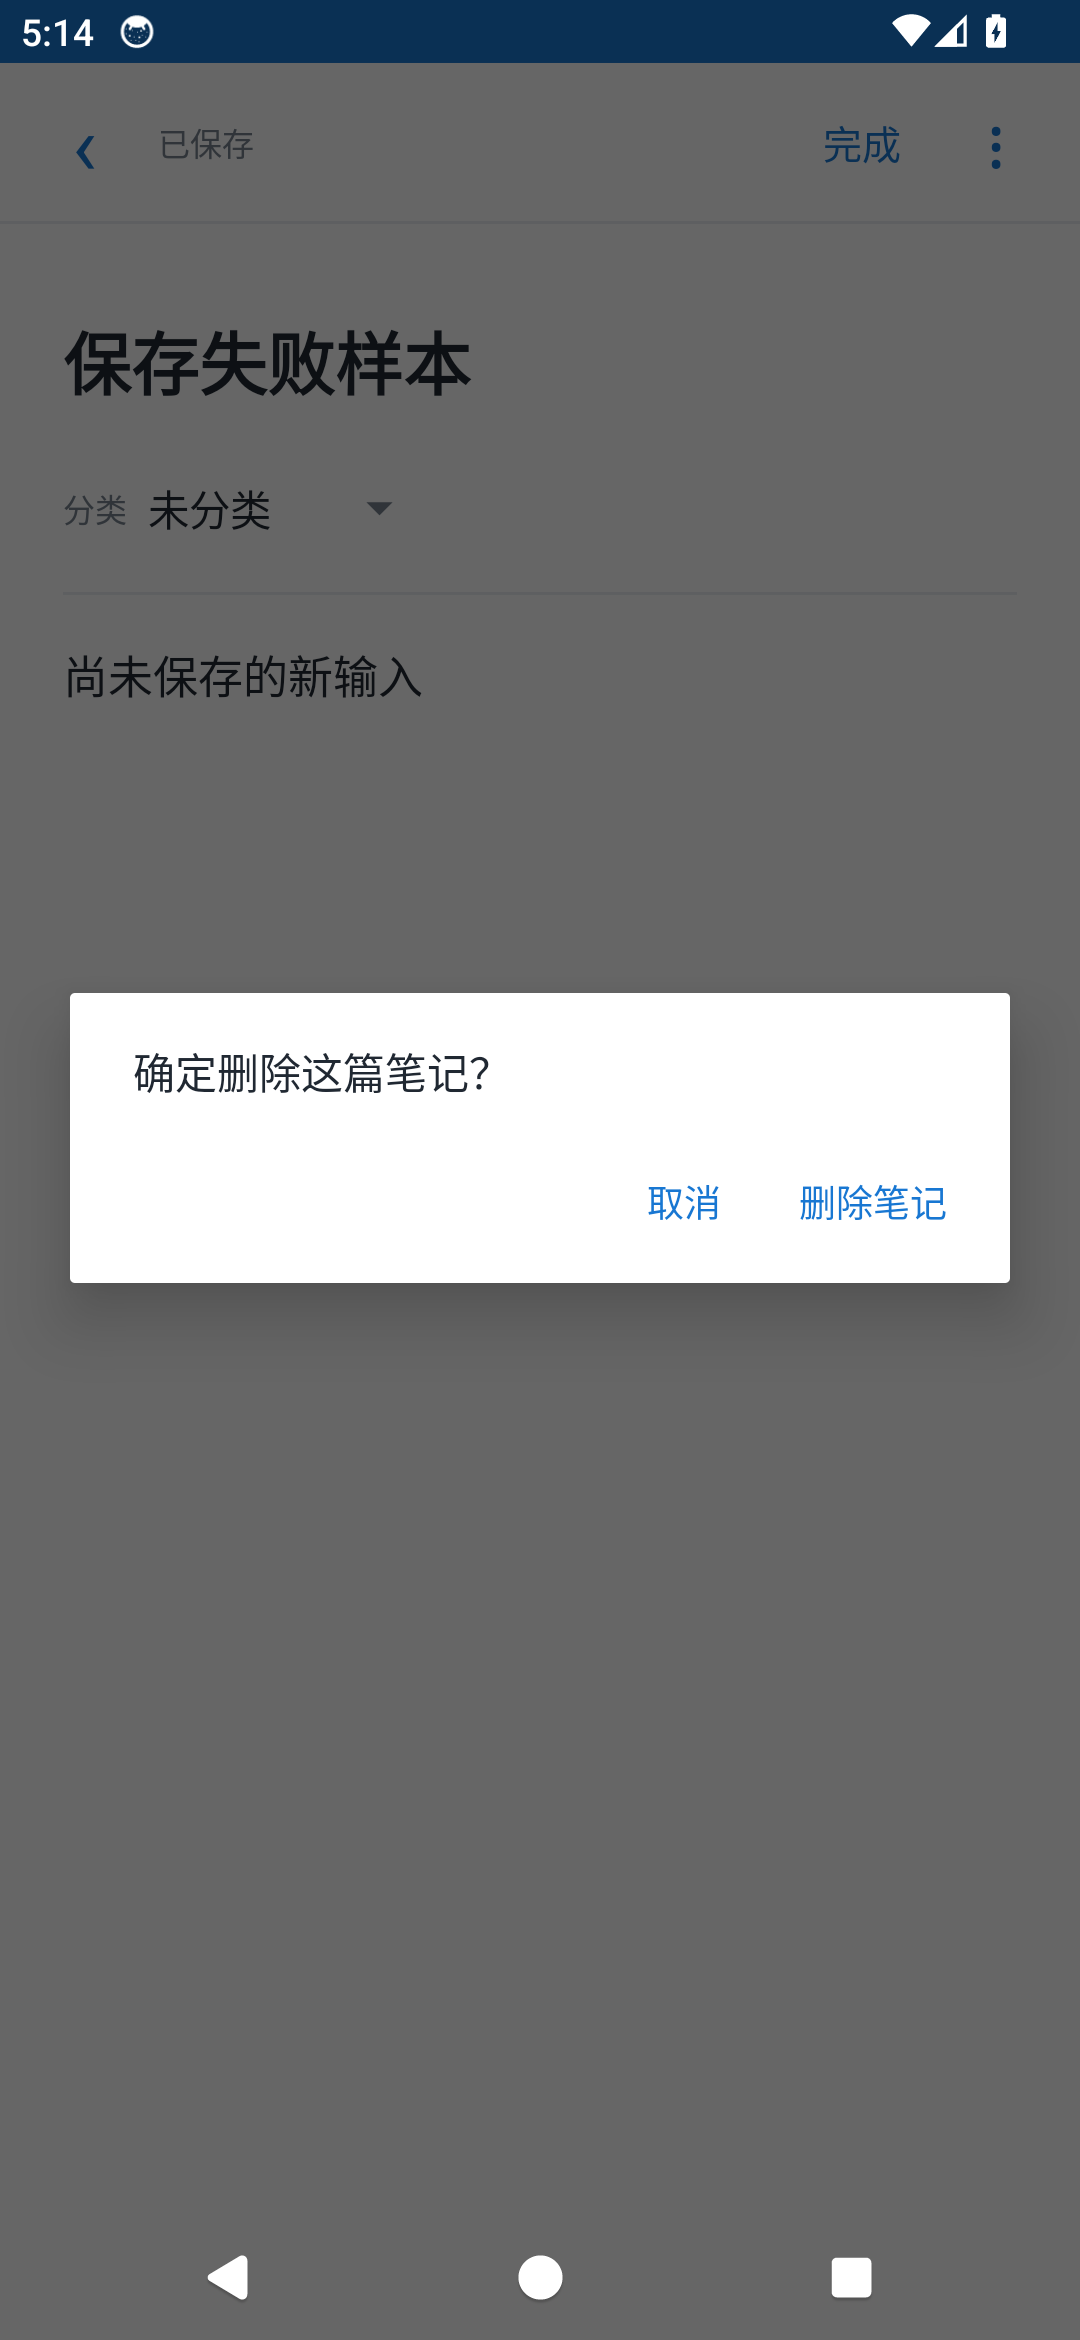 5:14
已保存
完成
保存失败样本
分类 未分类
尚未保存的新输入
确定删除这篇笔记?
取消 删除笔记